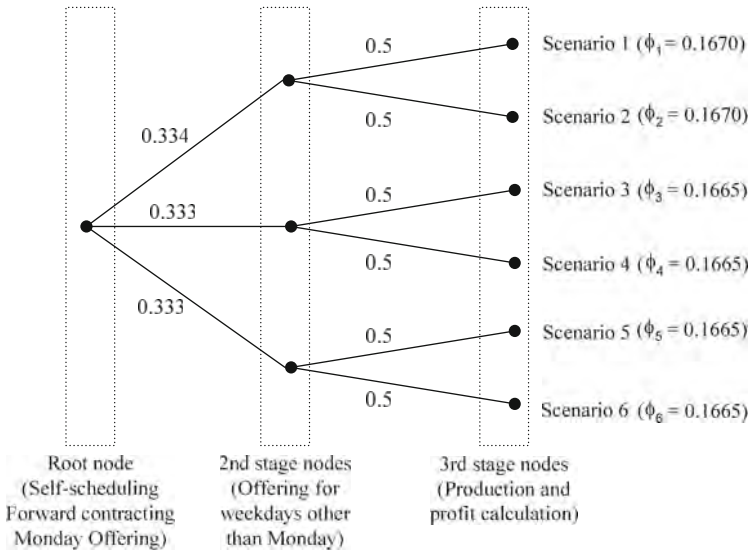 0.5
Scenario 1 (ϕ₁ = 0.1670)
0.5
Scenario 2 (ϕ₂ = 0.1670)
0.334
0.5
Scenario 3 (ϕ₃ = 0.1665)
0.333
0.5
Scenario 4 (ϕ₄ = 0.1665)
0.333
0.5
Scenario 5 (ϕ₅ = 0.1665)
0.5
Scenario 6 (ϕ₆ = 0.1665)
Root node
(Self-scheduling
Forward contracting
Monday Offering)
2nd stage nodes
(Offering for
weekdays other
than Monday)
3rd stage nodes
(Production and
profit calculation)